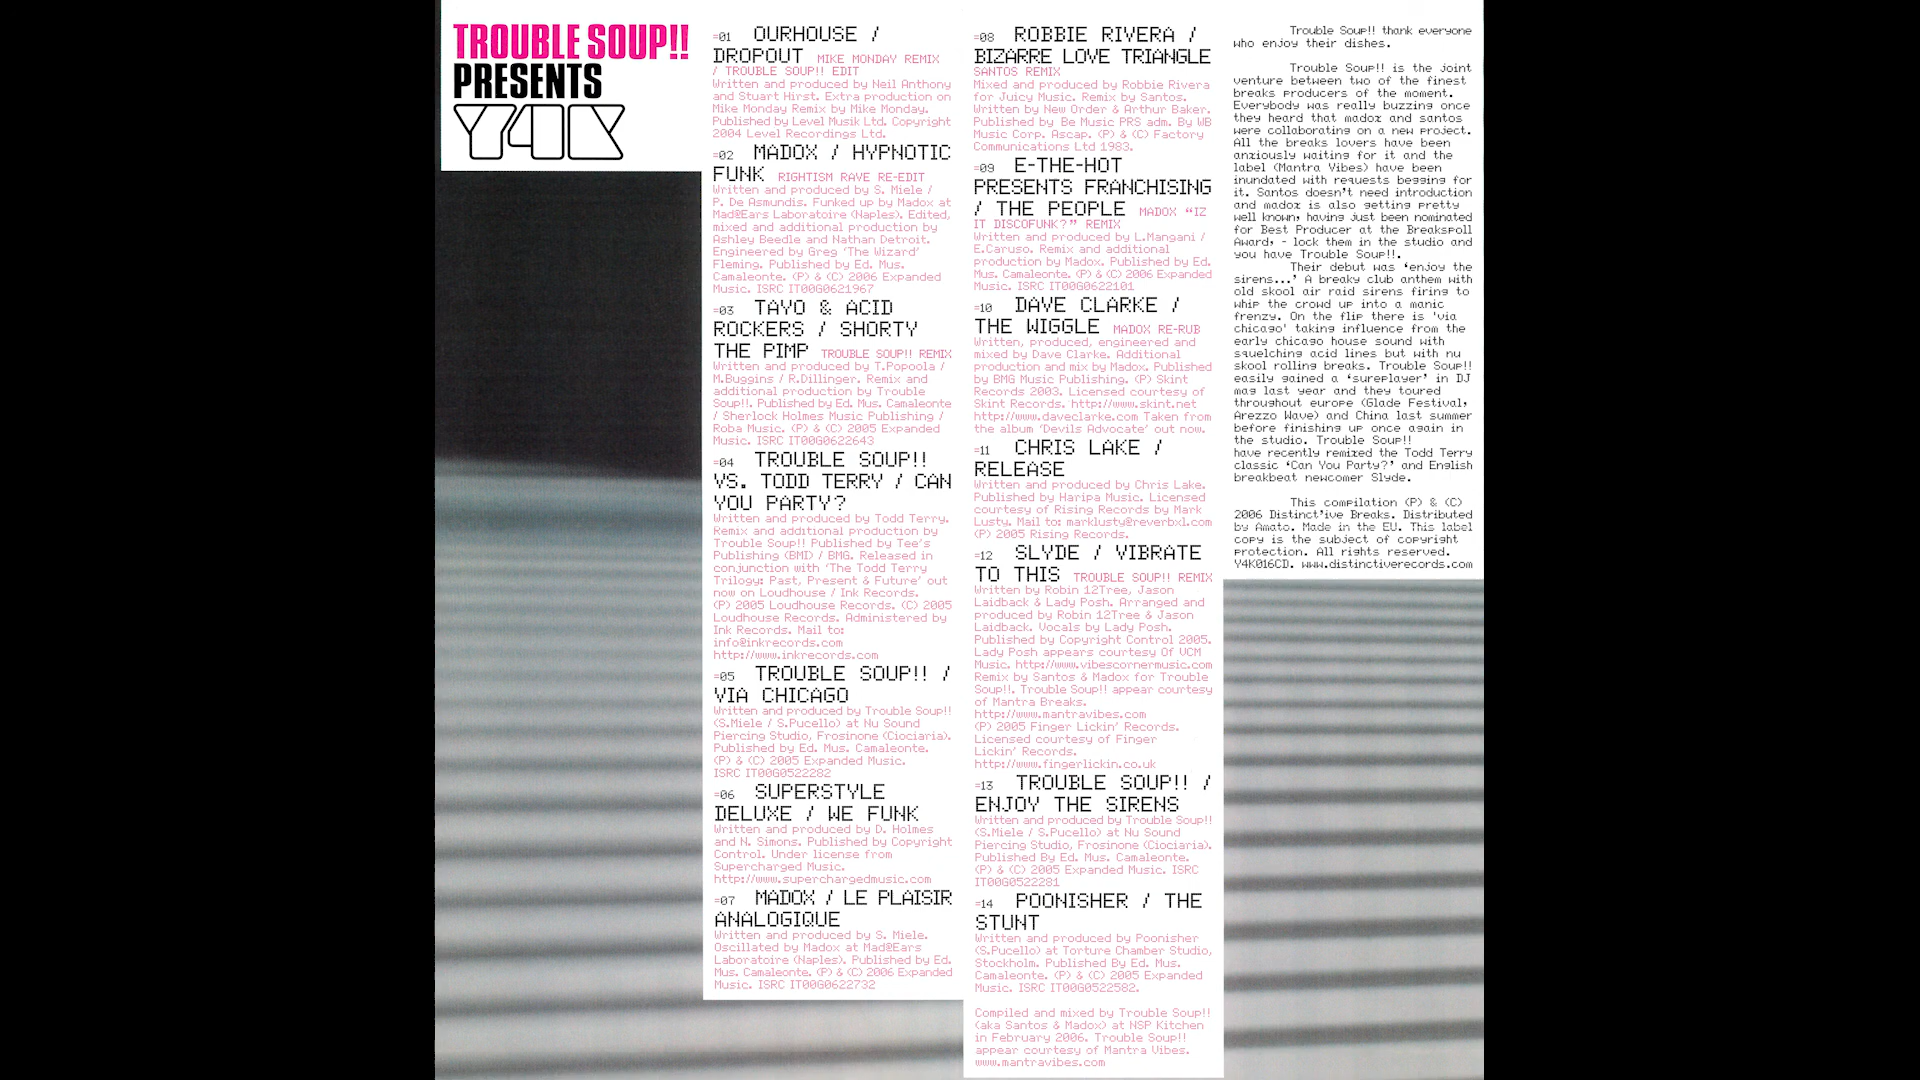 TROUBLE SOUP!!
PRESENTS
Y4K
=01 OURHOUSE /
DROPOUT MIKE MONDAY REMIX
/ TROUBLE SOUP!! EDIT
Written and produced by Neil Anthony
and Stuart Hirst. Extra production on
Mike Monday Remix by Mike Monday.
Published by Level Musik Ltd. Copyright
2004 Level Recordings Ltd.
=02 MADOX / HYPNOTIC
FUNK RIGHTISM RAVE RE-EDIT
Written and produced by S. Miele /
P. De Asmundis. Funked up by Madox at
Mad@Ears Laboratoire (Naples). Edited,
mixed and additional production by
Ashley Beedle and Nathan Detroit.
Engineered by Greg 'The Wizard'
Fleming. Published by Ed. Mus.
Camaleonte. (P) & (C) 2006 Expanded
Music. ISRC IT00G0621967
=03 TAYO & ACID
ROCKERS / SHORTY
THE PIMP TROUBLE SOUP!! REMIX
Written and produced by T.Popoola /
M.Buggins / R.Dillinger. Remix and
additional production by Trouble
Soup!!. Published by Ed. Mus. Camaleonte
/ Sherlock Holmes Music Publishing /
Roba Music. (P) & (C) 2005 Expanded
Music. ISRC IT00G0622643
=04 TROUBLE SOUP!!
VS. TODD TERRY / CAN
YOU PARTY?
Written and produced by Todd Terry.
Remix and additional production by
Trouble Soup!! Published by Tee's
Publishing (BMI) / BMG. Released in
conjunction with 'The Todd Terry
Trilogy: Past, Present & Future' out
now on Loudhouse / Ink Records.
(P) 2005 Loudhouse Records. (C) 2005
Loudhouse Records. Administered by
Ink Records. Mail to:
info@inkrecords.com
http://www.inkrecords.com
=05 TROUBLE SOUP!! /
VIA CHICAGO
Written and produced by Trouble Soup!!
(S.Miele / S.Pucello) at Nu Sound
Piercing Studio, Frosinone (Ciociaria).
Published by Ed. Mus. Camaleonte.
(P) & (C) 2005 Expanded Music.
ISRC IT00G0522282
=06 SUPERSTYLE
DELUXE / WE FUNK
Written and produced by D. Holmes
and N. Simons. Published by Copyright
Control. Under license from
Supercharged Music.
http://www.superchargedmusic.com
=07 MADOX / LE PLAISIR
ANALOGIQUE
Written and produced by S. Miele.
Oscillated by Madox at Mad@Ears
Laboratoire (Naples). Published by Ed.
Mus. Camaleonte. (P) & (C) 2006 Expanded
Music. ISRC IT00G0622732
=08 ROBBIE RIVERA /
BIZARRE LOVE TRIANGLE
SANTOS REMIX
Mixed and produced by Robbie Rivera
for Juicy Music. Remix by Santos.
Written by New Order & Arthur Baker.
Published by Be Music PRS adm. By WB
Music Corp. Ascap. (P) & (C) Factory
Communications Ltd 1983.
=09 E-THE-HOT
PRESENTS FRANCHISING
/ THE PEOPLE MADOX "IZ
IT DISCOFUNK?" REMIX
Written and produced by L.Mangani /
E.Caruso. Remix and additional
production by Madox. Published by Ed.
Mus. Camaleonte. (P) & (C) 2006 Expanded
Music. ISRC IT00G0622101
=10 DAVE CLARKE /
THE WIGGLE MADOX RE-RUB
Written, produced, engineered and
mixed by Dave Clarke. Additional
production and mix by Madox. Published
by BMG Music Publishing. (P) Skint
Records 2003. Licensed courtesy of
Skint Records. http://www.skint.net
http://www.daveclarke.com Taken from
the album 'Devils Advocate' out now.
=11 CHRIS LAKE /
RELEASE
Written and produced by Chris Lake.
Published by Haripa Music. Licensed
courtesy of Rising Records by Mark
Lusty. Mail to: marklusty@reverbxl.com
(P) 2005 Rising Records.
=12 SLYDE / VIBRATE
TO THIS TROUBLE SOUP!! REMIX
Written by Robin 12Tree, Jason
Laidback & Lady Posh. Arranged and
produced by Robin 12Tree & Jason
Laidback. Vocals by Lady Posh.
Published by Copyright Control 2005.
Lady Posh appears courtesy Of VCM
Music. http://www.vibescornermusic.com
Remix by Santos & Madox for Trouble
Soup!!. Trouble Soup!! appear courtesy
of Mantra Breaks.
http://www.mantravibes.com
(P) 2005 Finger Lickin' Records.
Licensed courtesy of Finger
Lickin' Records.
http://www.fingerlickin.co.uk
=13 TROUBLE SOUP!! /
ENJOY THE SIRENS
Written and produced by Trouble Soup!!
(S.Miele / S.Pucello) at Nu Sound
Piercing Studio, Frosinone (Ciociaria).
Published By Ed. Mus. Camaleonte.
(P) & (C) 2005 Expanded Music. ISRC
IT00G0522281
=14 POONISHER / THE
STUNT
Written and produced by Poonisher
(S.Pucello) at Torture Chamber Studio,
Stockholm. Published By Ed. Mus.
Camaleonte. (P) & (C) 2005 Expanded
Music. ISRC IT00G0522582.
Compiled and mixed by Trouble Soup!!
(aka Santos & Madox) at NSP Kitchen
in February 2006. Trouble Soup!!
appear courtesy of Mantra Vibes.
www.mantravibes.com
Trouble Soup!! thank everyone
who enjoy their dishes.
Trouble Soup!! is the joint
venture between two of the finest
breaks producers of the moment.
Everybody was really buzzing once
they heard that madox and santos
were collaborating on a new project.
All the breaks lovers have been
anxiously waiting for it and the
label (Mantra Vibes) have been
inundated with requests begging for
it. Santos doesn't need introduction
and madox is also getting pretty
well known, having just been nominated
for Best Producer at the Breakspoll
Award, - lock them in the studio and
you have Trouble Soup!!.
Their debut was 'enjoy the
sirens...' A breaky club anthem with
old skool air raid sirens firing to
whip the crowd up into a manic
frenzy. On the flip there is 'via
chicago' taking influence from the
early chicago house sound with
squelching acid lines but with nu
skool rolling breaks. Trouble Soup!!
easily gained a 'sureplayer' in DJ
mag last year and they toured
throughout europe (Glade Festival,
Arezzo Wave) and China last summer
before finishing up once again in
the studio. Trouble Soup!!
have recently remixed the Todd Terry
classic 'Can You Party?' and English
breakbeat newcomer Slyde.
This compilation (P) & (C)
2006 Distinct'ive Breaks. Distributed
by Amato. Made in the EU. This label
copy is the subject of copyright
protection. All rights reserved.
Y4K016CD. www.distinctiverecords.com